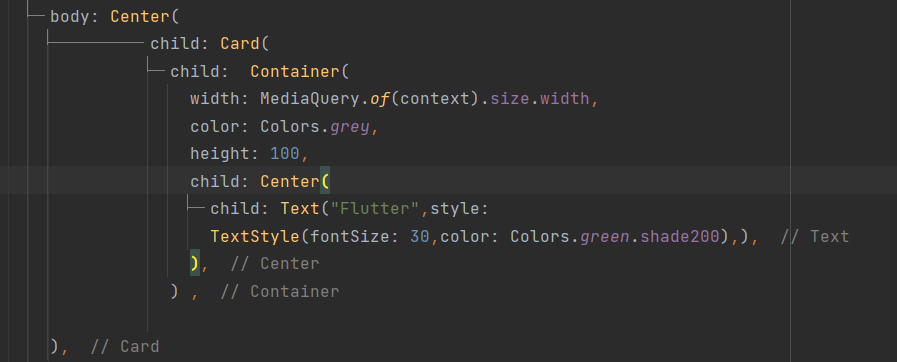 body: Center(
child: Card(
child:  Container(
width: MediaQuery.of(context).size.width,
color: Colors.grey,
height: 100,
child: Center(
child: Text("Flutter",style:
TextStyle(fontSize: 30,color: Colors.green.shade200),),  // Text
),  // Center
) ,  // Container
),  // Card